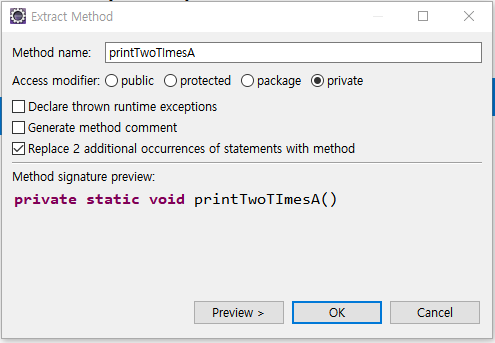 Extract Method
Method name: printTwoTImesA
Access modifier: public protected package private
Declare thrown runtime exceptions
Generate method comment
Replace 2 additional occurrences of statements with method
Method signature preview:
private static void printTwoTImesA()
Preview > OK Cancel